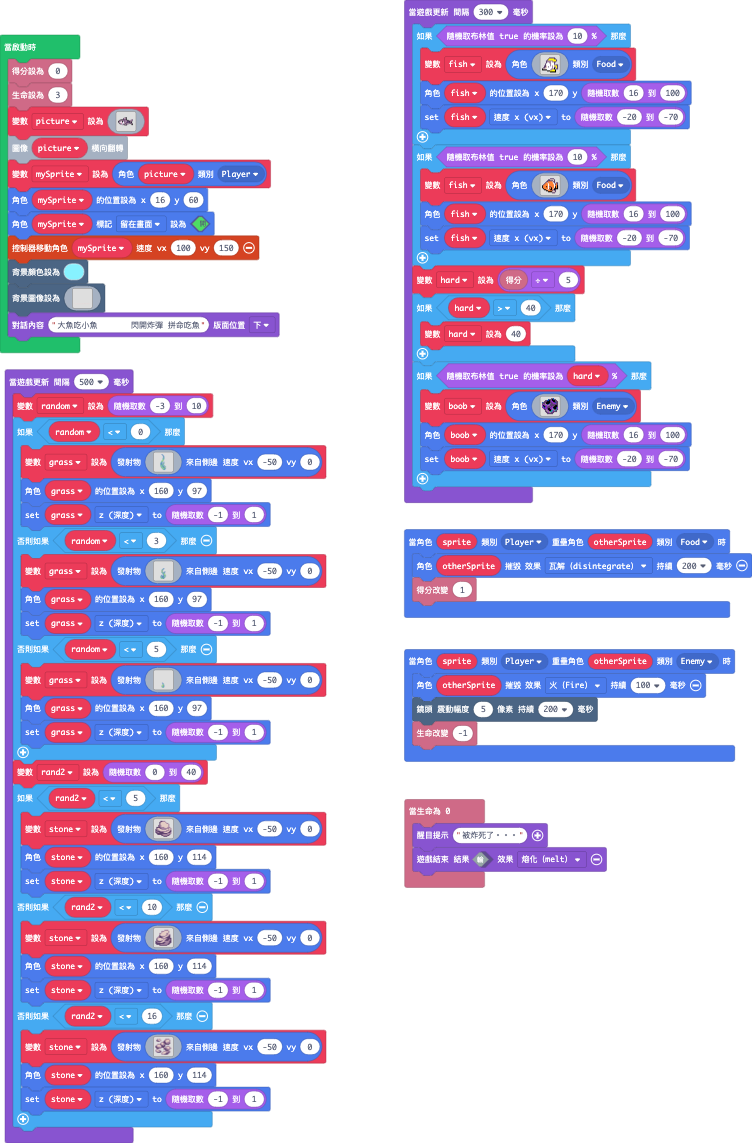 當啟動時
得分設為 0
生命設為 3
變數 picture 設為
圖像 picture 橫向翻轉
變數 mySprite 設為 角色 picture 類別 Player
角色 mySprite 的位置設為 x 16 y 60
角色 mySprite 標記 留在畫面 設為
控制器移動角色 mySprite 速度 vx 100 vy 150
背景顏色設為
背景圖像設為
對話內容 "大魚吃小魚 閃開炸彈 拼命吃魚" 版面位置 下
當遊戲更新 間隔 500 毫秒
變數 random 設為 隨機取數 -3 到 10
如果 random < 0 那麼
變數 grass 設為 發射物 來自側邊 速度 vx -50 vy 0
角色 grass 的位置設為 x 160 y 97
set grass z (深度) to 隨機取數 -1 到 1
否則如果 random < 3 那麼
變數 grass 設為 發射物 來自側邊 速度 vx -50 vy 0
角色 grass 的位置設為 x 160 y 97
set grass z (深度) to 隨機取數 -1 到 1
否則如果 random < 5 那麼
變數 grass 設為 發射物 來自側邊 速度 vx -50 vy 0
角色 grass 的位置設為 x 160 y 97
set grass z (深度) to 隨機取數 -1 到 1
變數 rand2 設為 隨機取數 0 到 40
如果 rand2 < 5 那麼
變數 stone 設為 發射物 來自側邊 速度 vx -50 vy 0
角色 stone 的位置設為 x 160 y 114
set stone z (深度) to 隨機取數 -1 到 1
否則如果 rand2 < 10 那麼
變數 stone 設為 發射物 來自側邊 速度 vx -50 vy 0
角色 stone 的位置設為 x 160 y 114
set stone z (深度) to 隨機取數 -1 到 1
否則如果 rand2 < 16 那麼
變數 stone 設為 發射物 來自側邊 速度 vx -50 vy 0
角色 stone 的位置設為 x 160 y 114
set stone z (深度) to 隨機取數 -1 到 1
當遊戲更新 間隔 300 毫秒
如果 隨機取布林值 true 的機率設為 10 % 那麼
變數 fish 設為 角色 類別 Food
角色 fish 的位置設為 x 170 y 隨機取數 16 到 100
set fish 速度 x (vx) to 隨機取數 -20 到 -70
如果 隨機取布林值 true 的機率設為 10 % 那麼
變數 fish 設為 角色 類別 Food
角色 fish 的位置設為 x 170 y 隨機取數 16 到 100
set fish 速度 x (vx) to 隨機取數 -20 到 -70
變數 hard 設為 得分 ÷ 5
如果 hard > 40 那麼
變數 hard 設為 40
如果 隨機取布林值 true 的機率設為 hard % 那麼
變數 boob 設為 角色 類別 Enemy
角色 boob 的位置設為 x 170 y 隨機取數 16 到 100
set boob 速度 x (vx) to 隨機取數 -20 到 -70
當角色 sprite 類別 Player 重疊角色 otherSprite 類別 Food 時
角色 otherSprite 摧毀 效果 瓦解 (disintegrate) 持續 200 毫秒
得分改變 1
當角色 sprite 類別 Player 重疊角色 otherSprite 類別 Enemy 時
角色 otherSprite 摧毀 效果 火 (Fire) 持續 100 毫秒
鏡頭 震動幅度 5 像素 持續 200 毫秒
生命改變 -1
當生命為 0
醒目提示 "被炸死了・・・"
遊戲結束 結果 輸 效果 熔化 (melt)